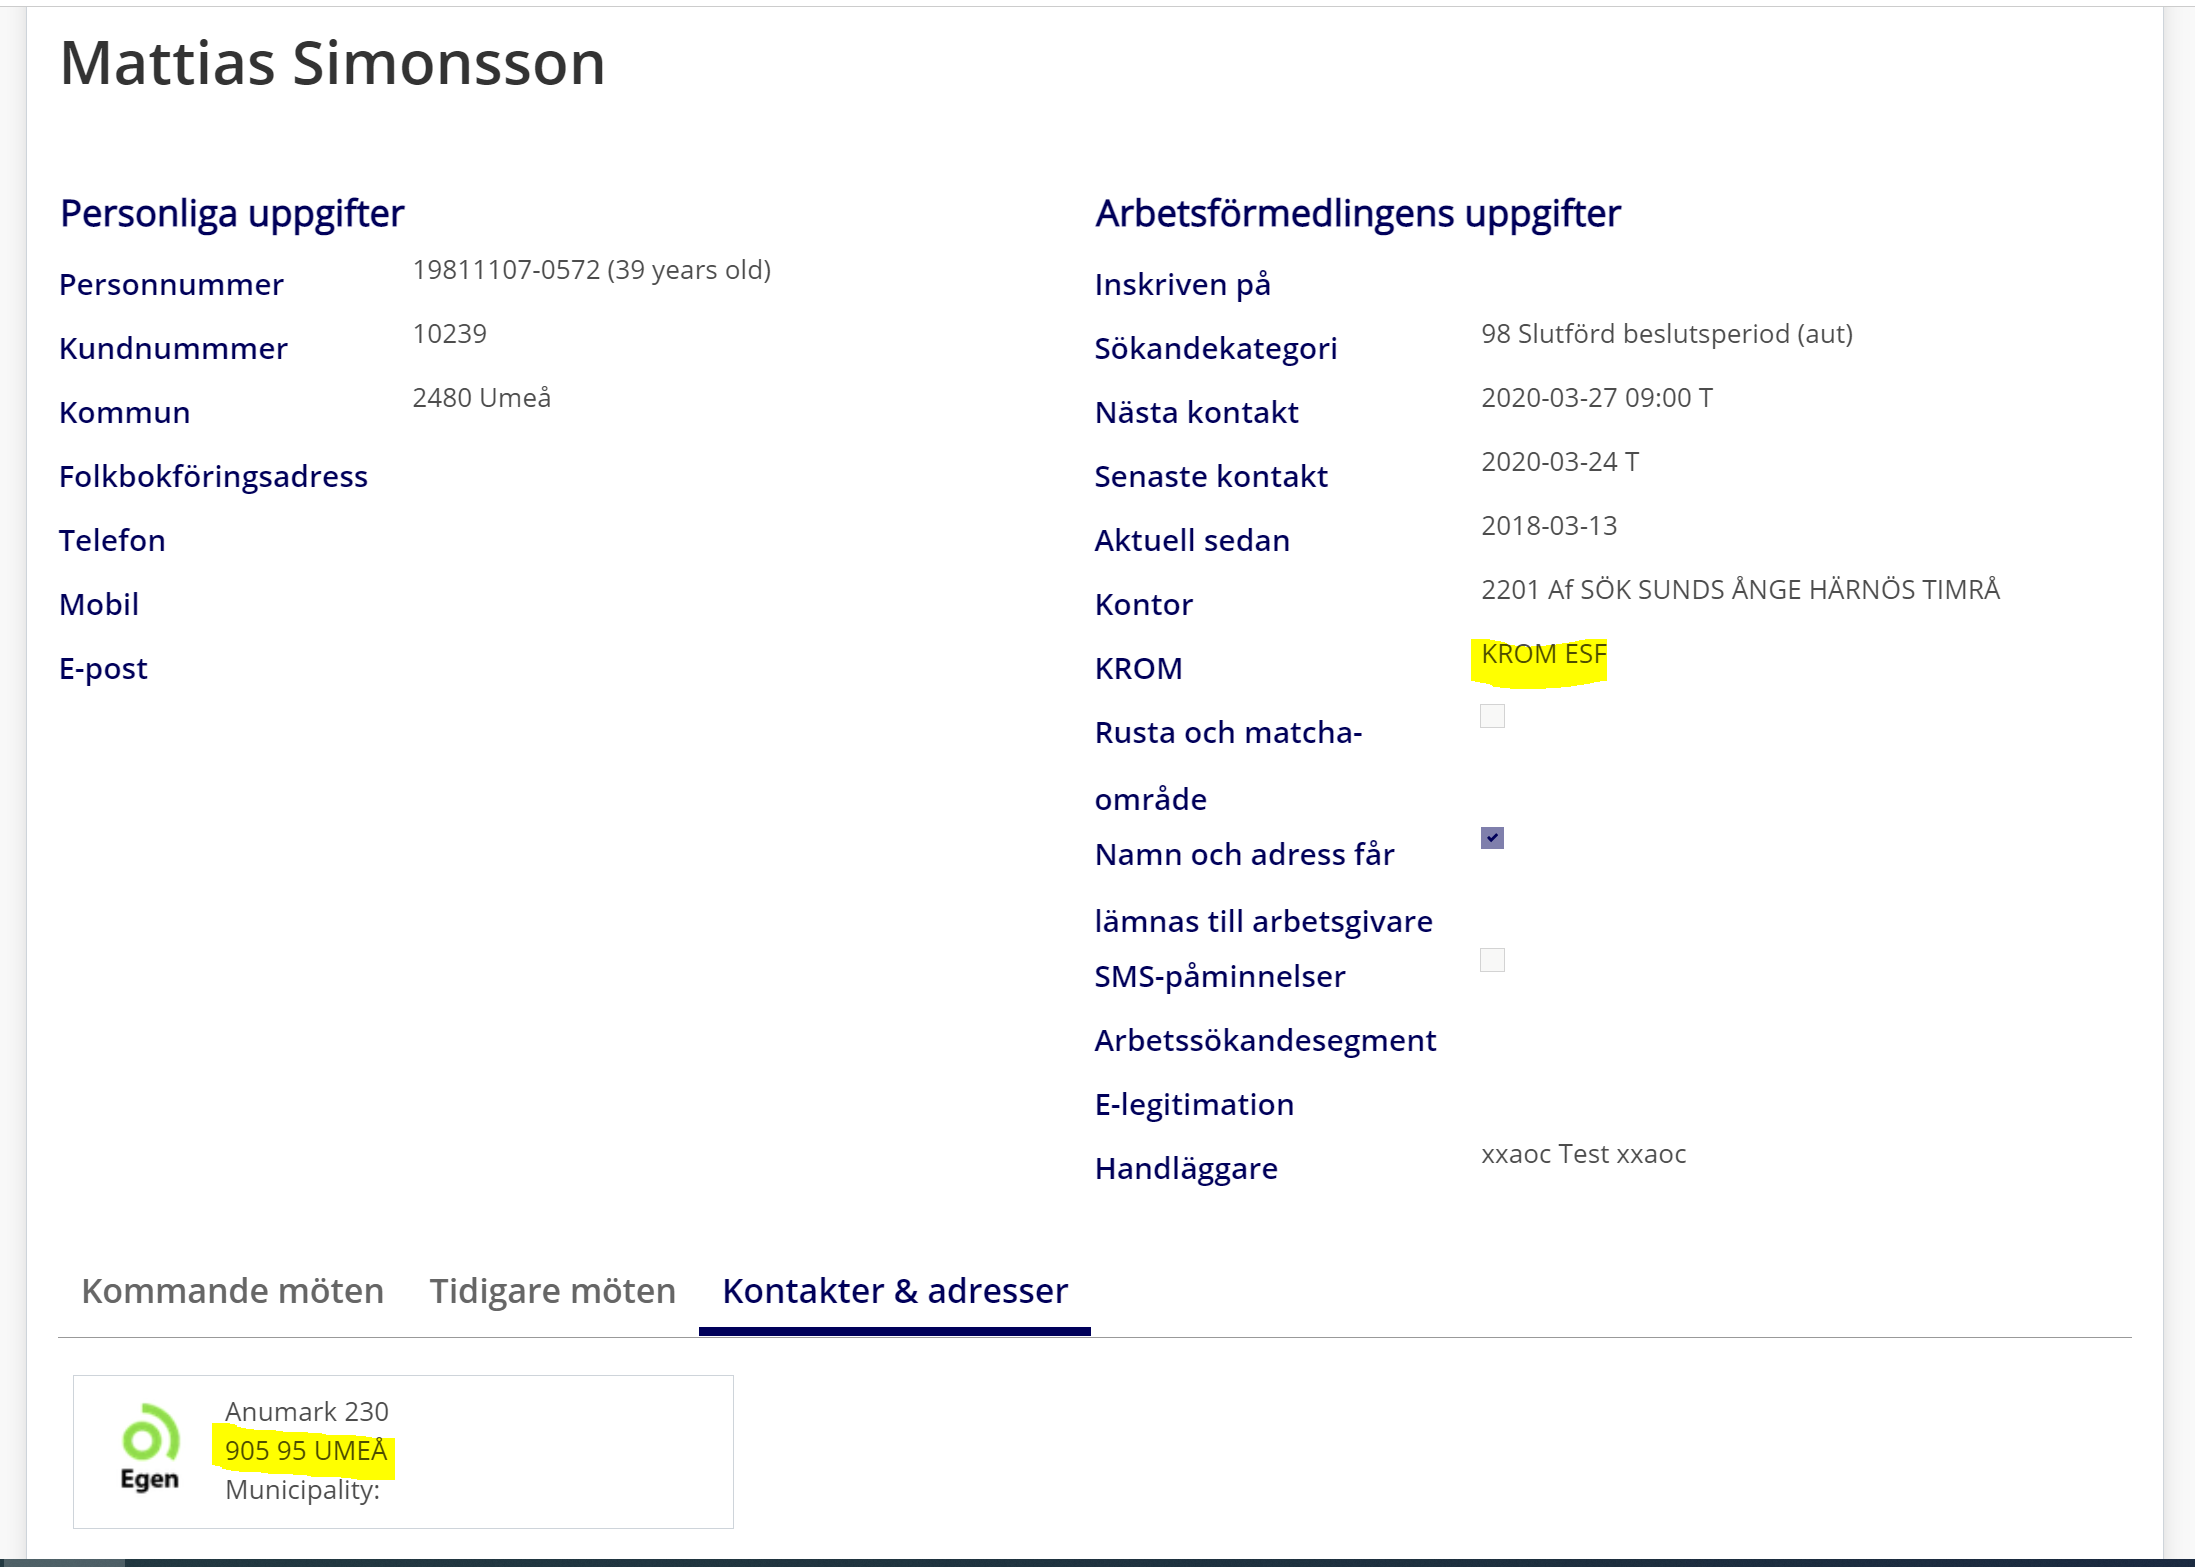 Mattias Simonsson
Personliga uppgifter
Personnummer 19811107-0572 (39 years old)
Kundnummmer 10239
Kommun 2480 Umeå
Folkbokföringsadress
Telefon
Mobil
E-post
Arbetsförmedlingens uppgifter
Inskriven på
Sökandekategori 98 Slutförd beslutsperiod (aut)
Nästa kontakt 2020-03-27 09:00 T
Senaste kontakt 2020-03-24 T
Aktuell sedan 2018-03-13
Kontor 2201 Af SÖK SUNDS ÅNGE HÄRNÖS TIMRÅ
KROM KROM ESF
Rusta och matcha-
område
Namn och adress får
lämnas till arbetsgivare
SMS-påminnelser
Arbetssökandesegment
E-legitimation
Handläggare xxaoc Test xxaoc
Kommande möten Tidigare möten Kontakter & adresser
Egen
Anumark 230
905 95 UMEÅ
Municipality: